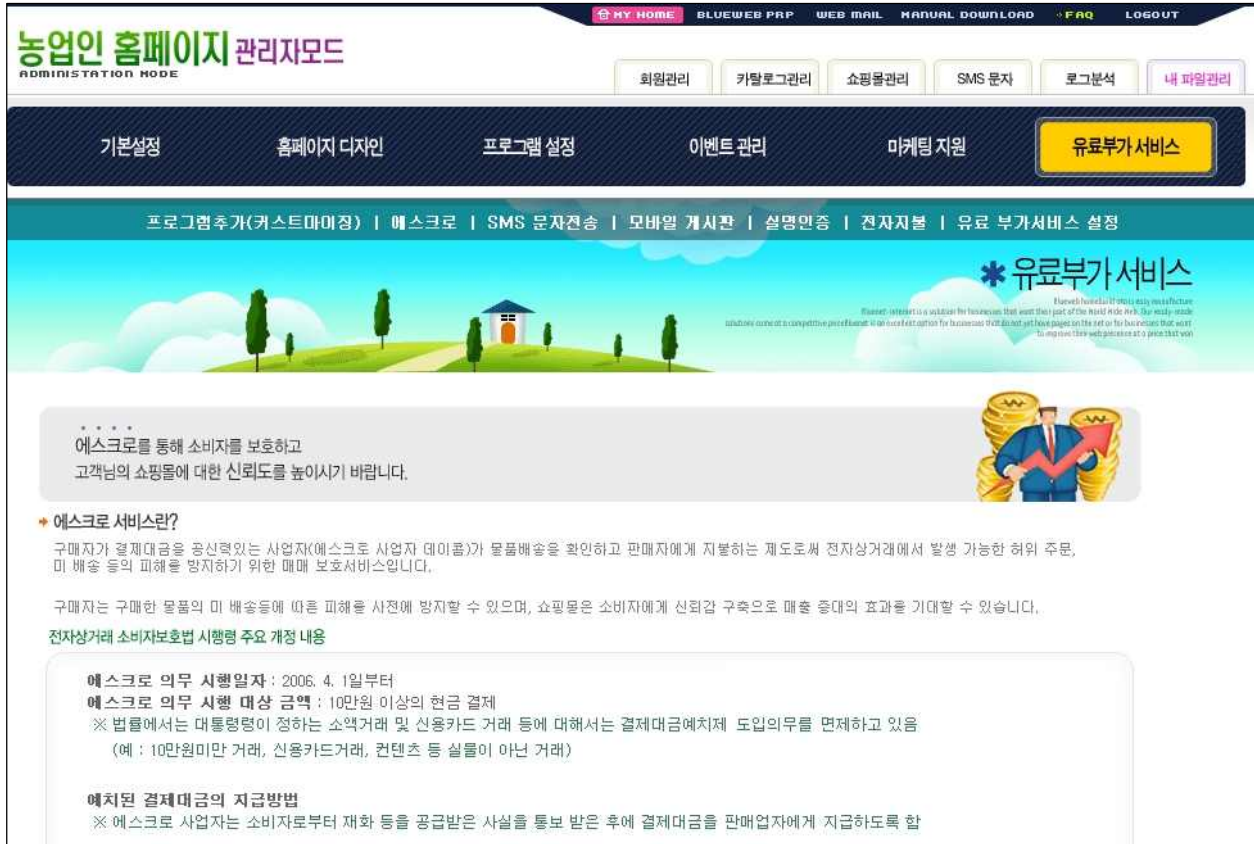 MY HOME BLUEWEB PRP WEB MAIL MANUAL DOWNLOAD FAQ LOGOUT
농업인 홈페이지 관리자모드
ADMINISTATION MODE
회원관리 카탈로그관리 쇼핑몰관리 SMS 문자 로그분석 내 파일관리
기본설정 홈페이지 디자인 프로그램 설정 이벤트 관리 마케팅 지원 유료부가 서비스
프로그램추가(커스트마이징) | 에스크로 | SMS 문자전송 | 모바일 게시판 | 실명인증 | 전자지불 | 유료 부가서비스 설정
유료부가 서비스
에스크로를 통해 소비자를 보호하고
고객님의 쇼핑몰에 대한 신뢰도를 높이시기 바랍니다.
에스크로 서비스란?
구매자가 결제대금을 공신력있는 사업자(에스크로 사업자 데이콤)가 물품배송을 확인하고 판매자에게 지불하는 제도로써 전자상거래에서 발생 가능한 허위 주문,
미 배송 등의 피해를 방지하기 위한 매매 보호서비스입니다.
구매자는 구매한 물품의 미 배송등에 따른 피해를 사전에 방지할 수 있으며, 쇼핑몰은 소비자에게 신뢰감 구축으로 매출 증대의 효과를 기대할 수 있습니다.
전자상거래 소비자보호법 시행령 주요 개정 내용
에스크로 의무 시행일자 : 2006. 4. 1일부터
에스크로 의무 시행 대상 금액 : 10만원 이상의 현금 결제
※ 법률에서는 대통령령이 정하는 소액거래 및 신용카드 거래 등에 대해서는 결제대금예치제 도입의무를 면제하고 있음
(예 : 10만원미만 거래, 신용카드거래, 컨텐츠 등 실물이 아닌 거래)
예치된 결제대금의 지급방법
※ 에스크로 사업자는 소비자로부터 재화 등을 공급받은 사실을 통보 받은 후에 결제대금을 판매업자에게 지급하도록 함